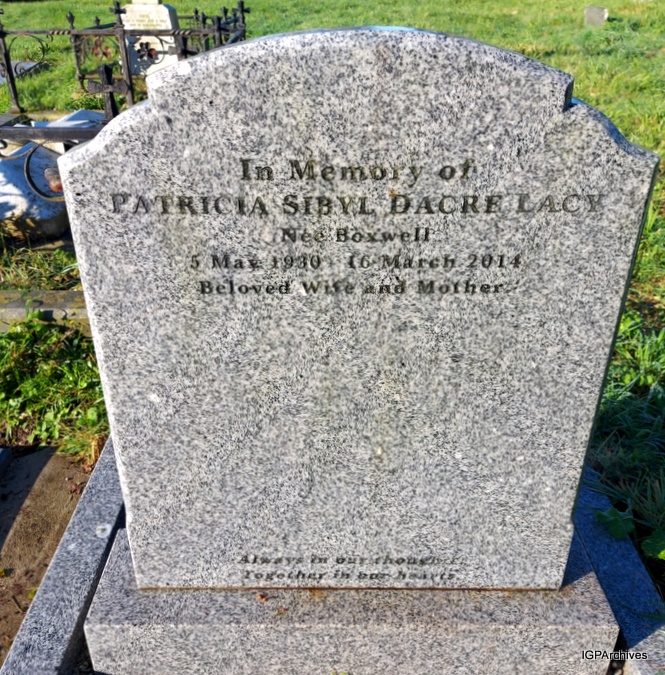 In Memory of
PATRICIA SIBYL DACRE LACY
Née Boxwell
5 May 1930 - 16 March 2014
Beloved Wife and Mother
Always in our thoughts
Together in our hearts
IGPArchives